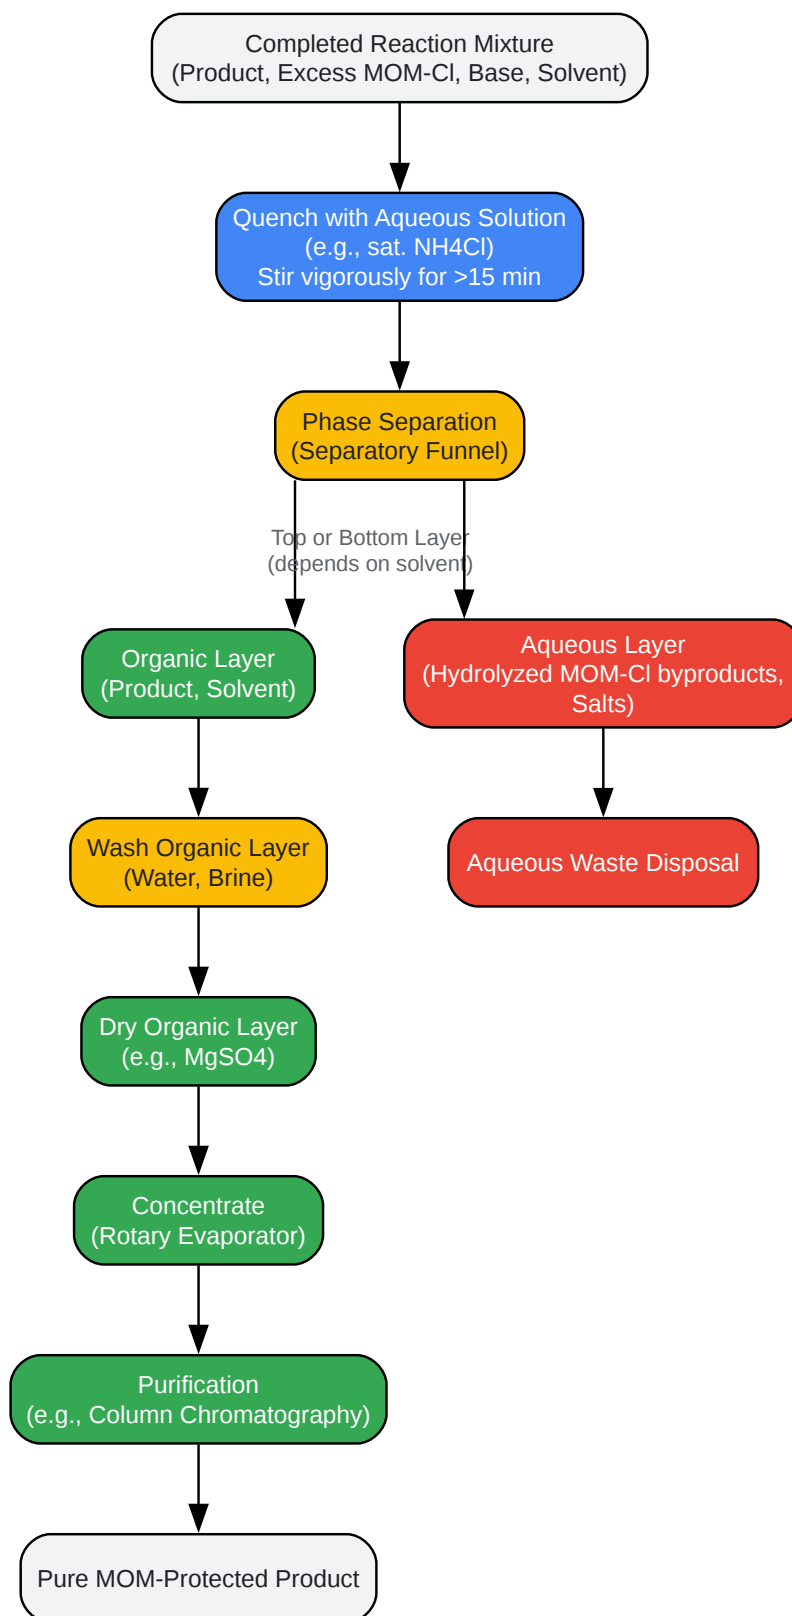 Completed Reaction Mixture
(Product, Excess MOM-Cl, Base, Solvent)
Quench with Aqueous Solution
(e.g., sat. NH4Cl)
Stir vigorously for >15 min
Phase Separation
(Separatory Funnel)
Top or Bottom Layer
(depends on solvent)
Organic Layer
(Product, Solvent)
Aqueous Layer
(Hydrolyzed MOM-Cl byproducts,
Salts)
Wash Organic Layer
(Water, Brine)
Aqueous Waste Disposal
Dry Organic Layer
(e.g., MgSO4)
Concentrate
(Rotary Evaporator)
Purification
(e.g., Column Chromatography)
Pure MOM-Protected Product